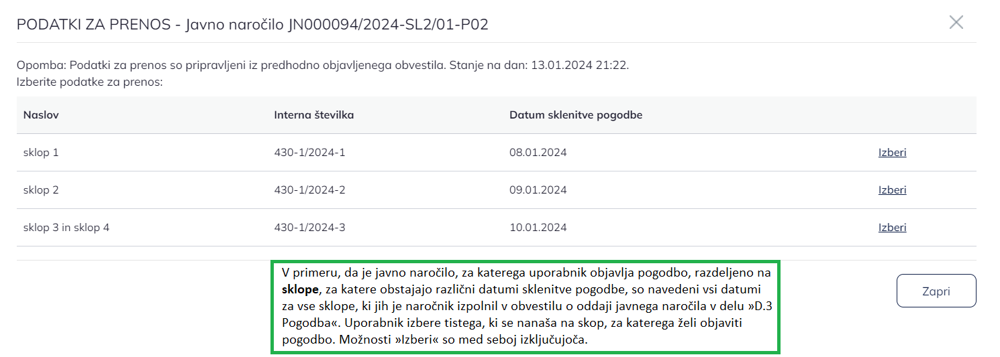 PODATKI ZA PRENOS - Javno naročilo JN000094/2024-SL2/01-P02
Opomba: Podatki za prenos so pripravljeni iz predhodno objavljenega obvestila. Stanje na dan: 13.01.2024 21:22.
Izberite podatke za prenos:
Naslov Interna številka Datum sklenitve pogodbe
sklop 1 430-1/2024-1 08.01.2024 Izberi
sklop 2 430-1/2024-2 09.01.2024 Izberi
sklop 3 in sklop 4 430-1/2024-3 10.01.2024 Izberi
V primeru, da je javno naročilo, za katerega uporabnik objavlja pogodbo, razdeljeno na
sklope, za katere obstajajo različni datumi sklenitve pogodbe, so navedeni vsi datumi
za vse sklope, ki jih je naročnik izpolnil v obvestilu o oddaji javnega naročila v delu »D.3
Pogodba«. Uporabnik izbere tistega, ki se nanaša na skop, za katerega želi objaviti
pogodbo. Možnosti »Izberi« so med seboj izključujoča.
Zapri